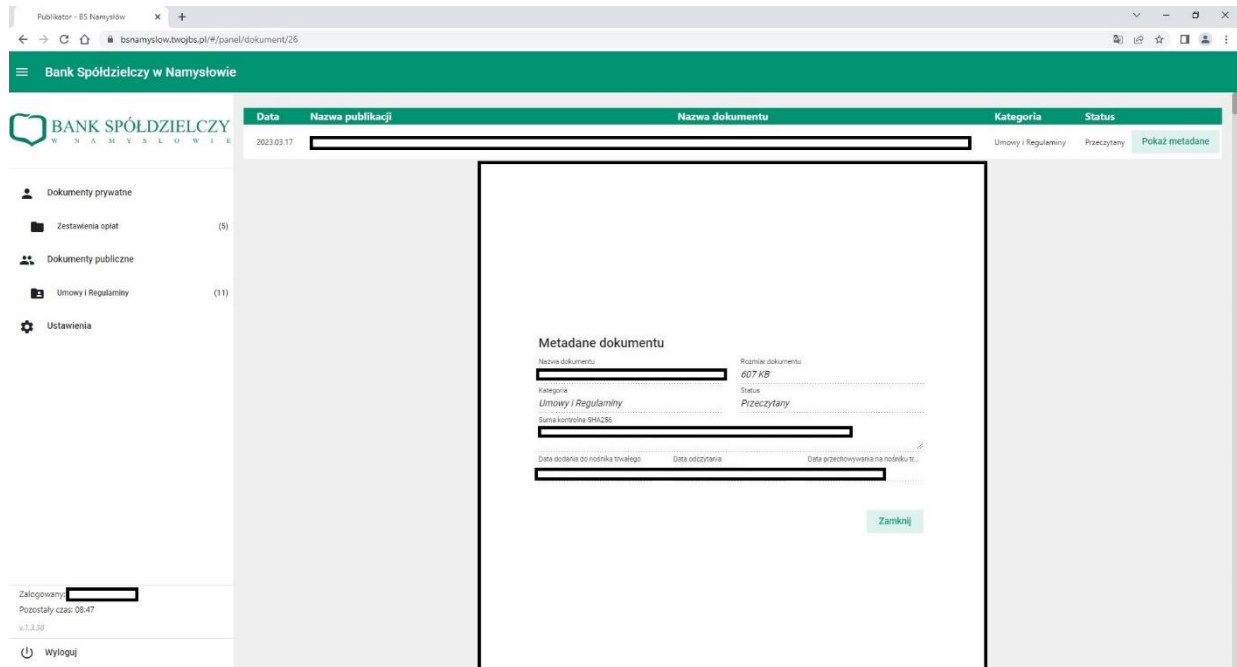 Publikator - BS Namysłów
bsnamyslow.twojbs.pl/#/panel/dokument/26
Bank Spółdzielczy w Namysłowie
BANK SPÓŁDZIELCZY
W NAMYSŁOWIE
Dokumenty prywatne
Zestawienia opłat (5)
Dokumenty publiczne
Umowy i Regulaminy (11)
Ustawienia
Zalogowany:
Pozostały czas: 08:47
v.1.3.38
Wyloguj
Data Nazwa publikacji Nazwa dokumentu Kategoria Status
2023.03.17 Umowy i Regulaminy Przeczytany Pokaż metadane
Metadane dokumentu
Nazwa dokumentu Rozmiar dokumentu
607 KB
Kategoria Status
Umowy i Regulaminy Przeczytany
Suma kontrolna SHA256
Data dodania do nośnika trwałego Data odczytania Data przechowywania na nośniku tr...
Zamknij